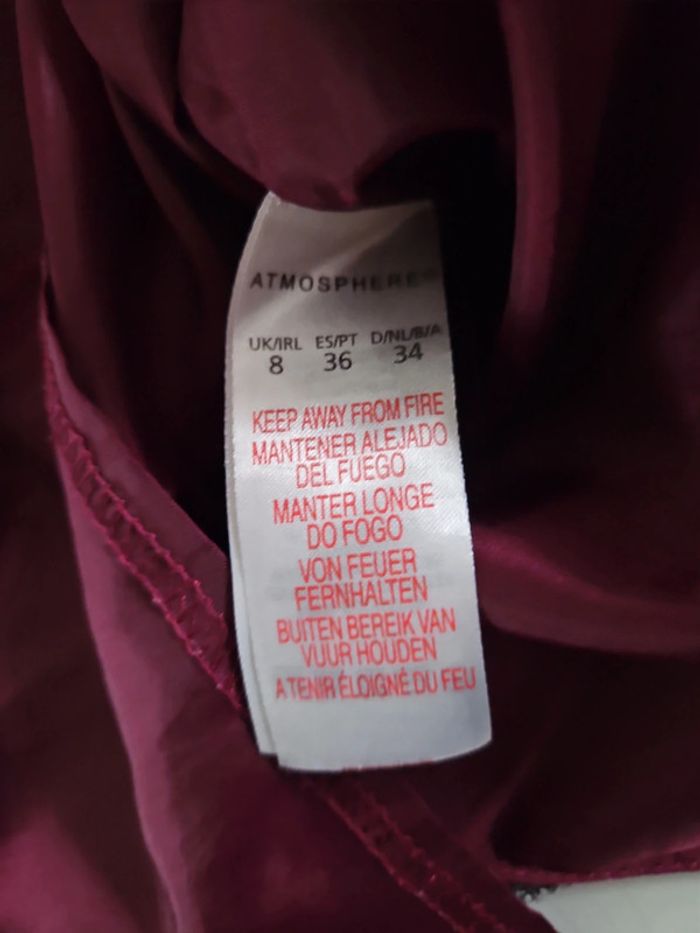 ATMOSPHERE
UK/IRL ES/PT D/NL/B/A
8 36 34
KEEP AWAY FROM FIRE
MANTENER ALEJADO
DEL FUEGO
MANTER LONGE
DO FOGO
VON FEUER
FERNHALTEN
BUITEN BEREIK VAN
VUUR HOUDEN
A TENIR ÉLOIGNÉ DU FEU